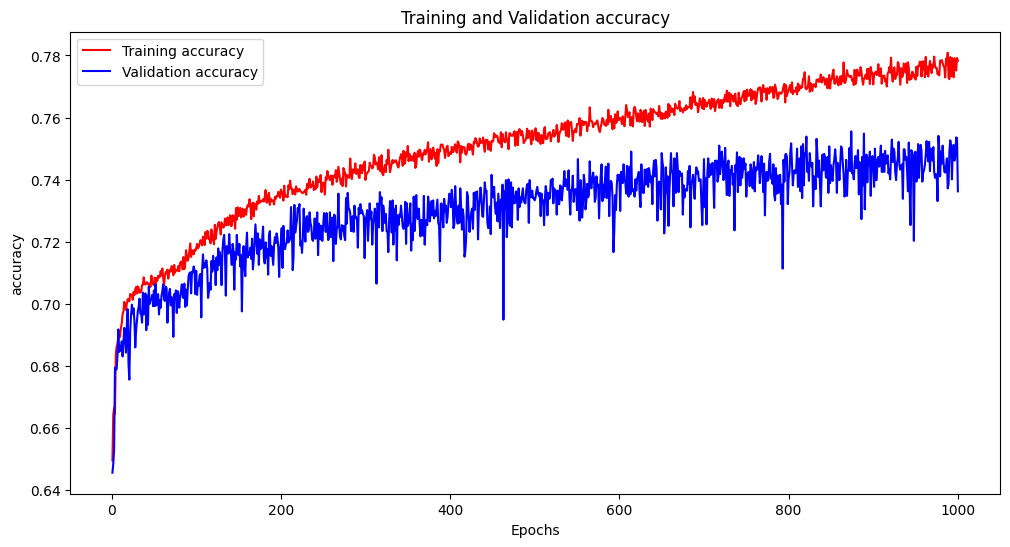 Training and Validation accuracy
Training accuracy
Validation accuracy
0.78
0.76
0.74
0.72
0.70
0.68
0.66
0.64
accuracy
0
200
400
600
800
1000
Epochs